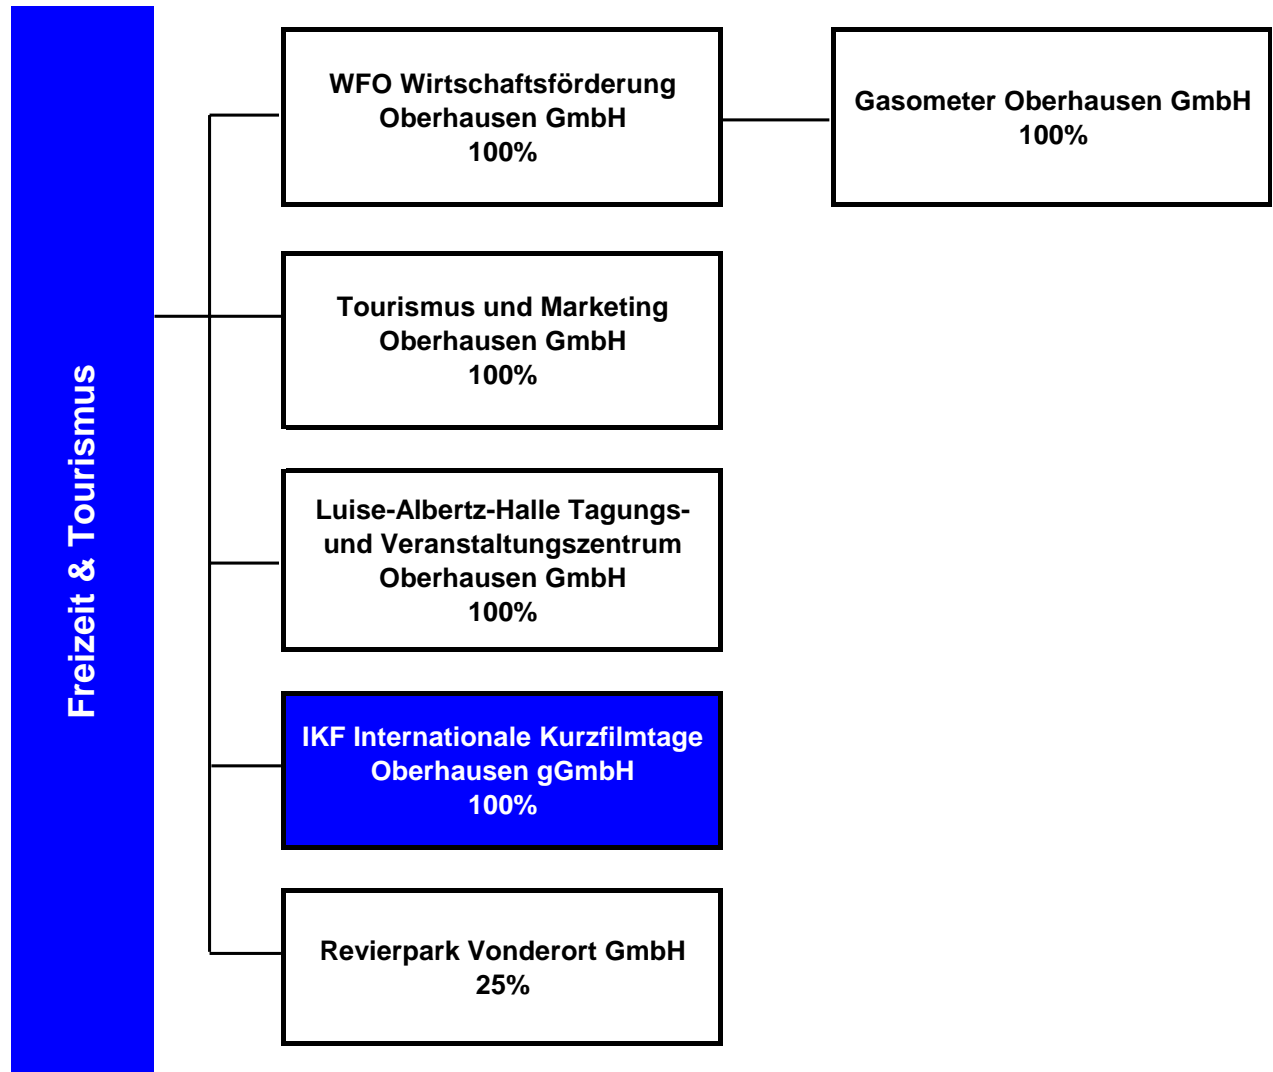 Freizeit & Tourismus
WFO Wirtschaftsförderung
Oberhausen GmbH
100%
Gasometer Oberhausen GmbH
100%
Tourismus und Marketing
Oberhausen GmbH
100%
Luise-Albertz-Halle Tagungs-
und Veranstaltungszentrum
Oberhausen GmbH
100%
IKF Internationale Kurzfilmtage
Oberhausen gGmbH
100%
Revierpark Vonderort GmbH
25%